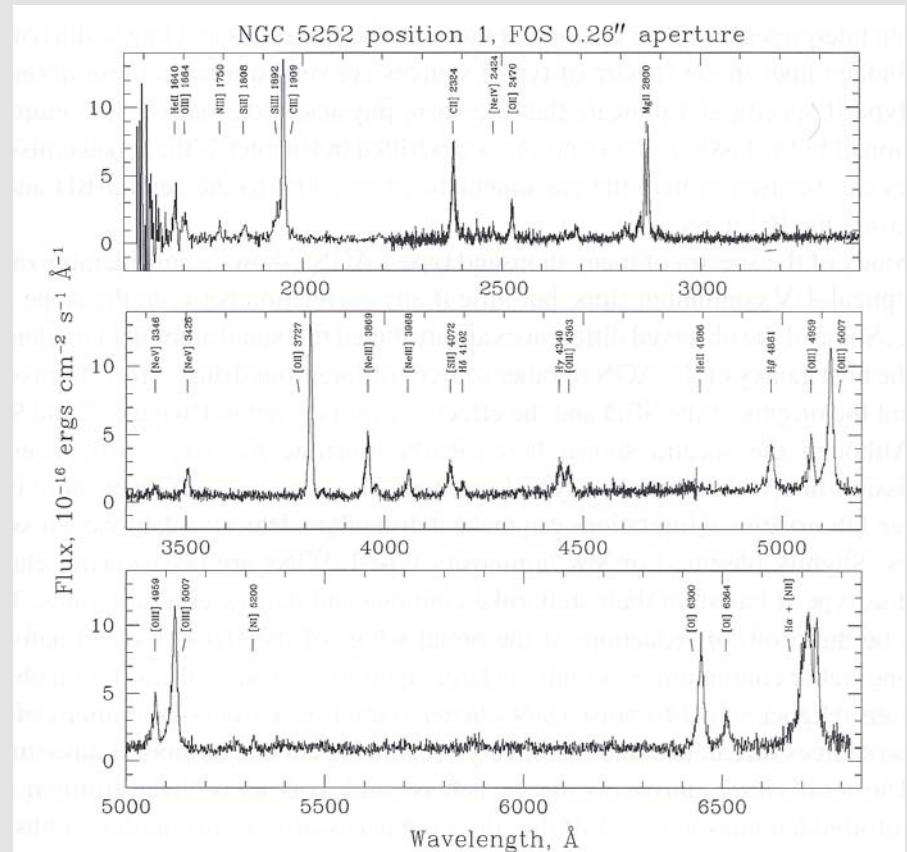 NGC 5252 position 1, FOS 0.26" aperture
HeII 1640
OIII] 1664
NIII] 1750
SiII 1808
SiIII 1892
CIII] 1909
CII] 2324
[NeIV] 2424
[OII] 2470
MgII 2800
10
5
0
2000
2500
3000
[NeV] 3346
[NeV] 3426
[OII] 3727
[NeIII] 3869
[NeIII] 3968
[SII] 4072
Hδ 4102
Hγ 4340
[OIII] 4363
HeII 4686
Hβ 4861
[OIII] 4959
[OIII] 5007
10
5
0
3500
4000
4500
5000
[OIII] 4959
[OIII] 5007
[NI] 5200
[OI] 6300
[OI] 6364
Hα + [NII]
10
5
0
5000
5500
6000
6500
Flux, 10⁻¹⁶ ergs cm⁻² s⁻¹ Å⁻¹
Wavelength, Å